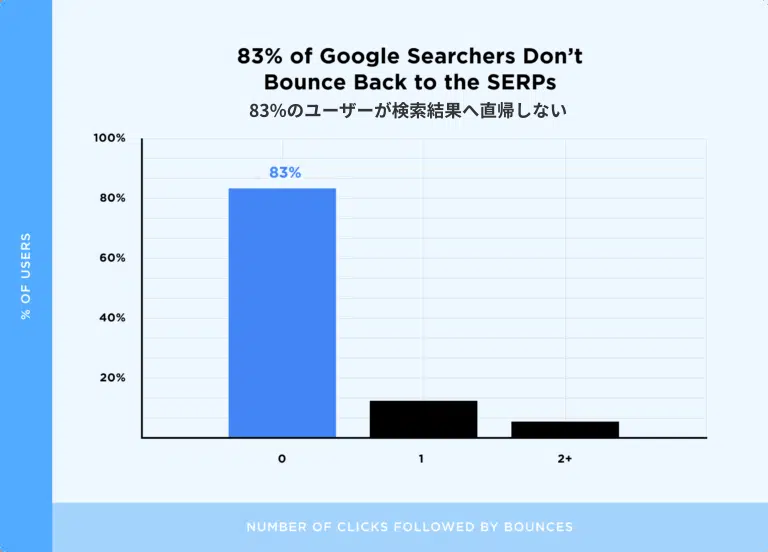 83% of Google Searchers Don't
Bounce Back to the SERPs
83%のユーザーが検索結果へ直帰しない
100%
83%
80%
60%
40%
20%
% OF USERS
0
1
2+
NUMBER OF CLICKS FOLLOWED BY BOUNCES